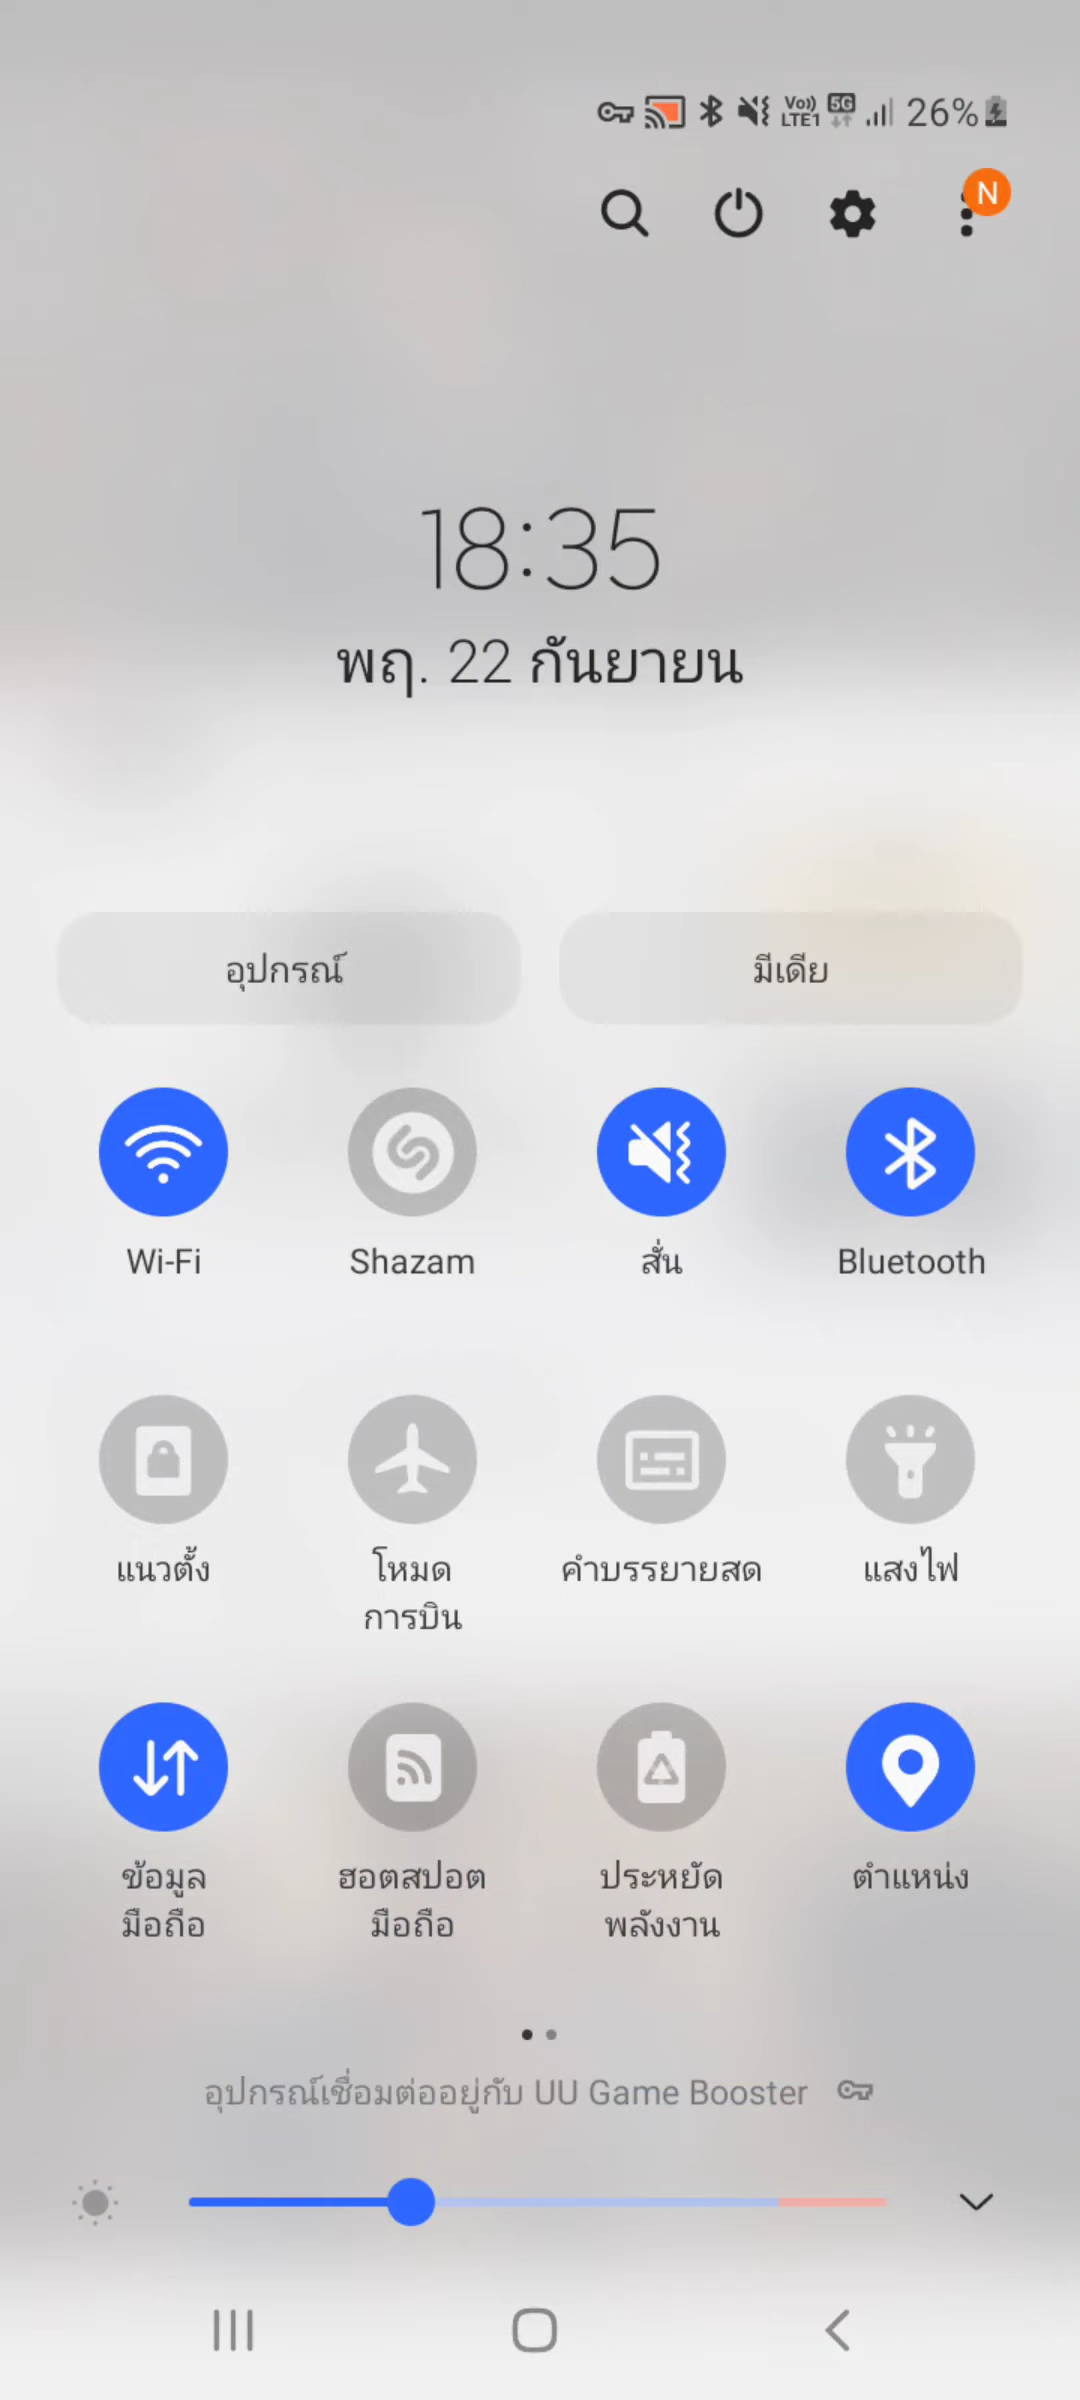 Vo)) LTE1 5G 26%
N
18:35
พฤ. 22 กันยายน
อุปกรณ์ มีเดีย
Wi-Fi Shazam สั่น Bluetooth
แนวตั้ง โหมด การบิน คำบรรยายสด แสงไฟ
ข้อมูล มือถือ ฮอตสปอต มือถือ ประหยัด พลังงาน ตำแหน่ง
อุปกรณ์เชื่อมต่ออยู่กับ UU Game Booster